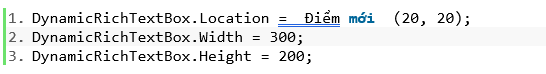 1. DynamicRichTextBox.Location = Điểm mới (20, 20);
2. DynamicRichTextBox.Width = 300;
3. DynamicRichTextBox.Height = 200;